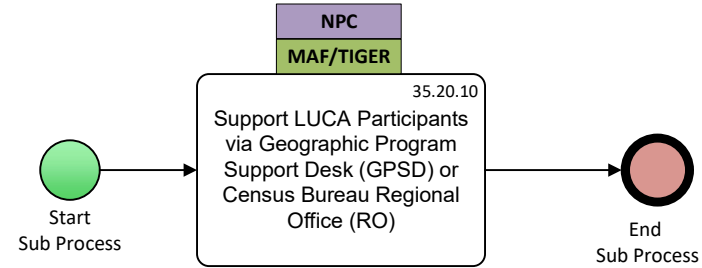 NPC
MAF/TIGER
35.20.10
Support LUCA Participants
via Geographic Program
Support Desk (GPSD) or
Census Bureau Regional
Office (RO)
Start
Sub Process
End
Sub Process